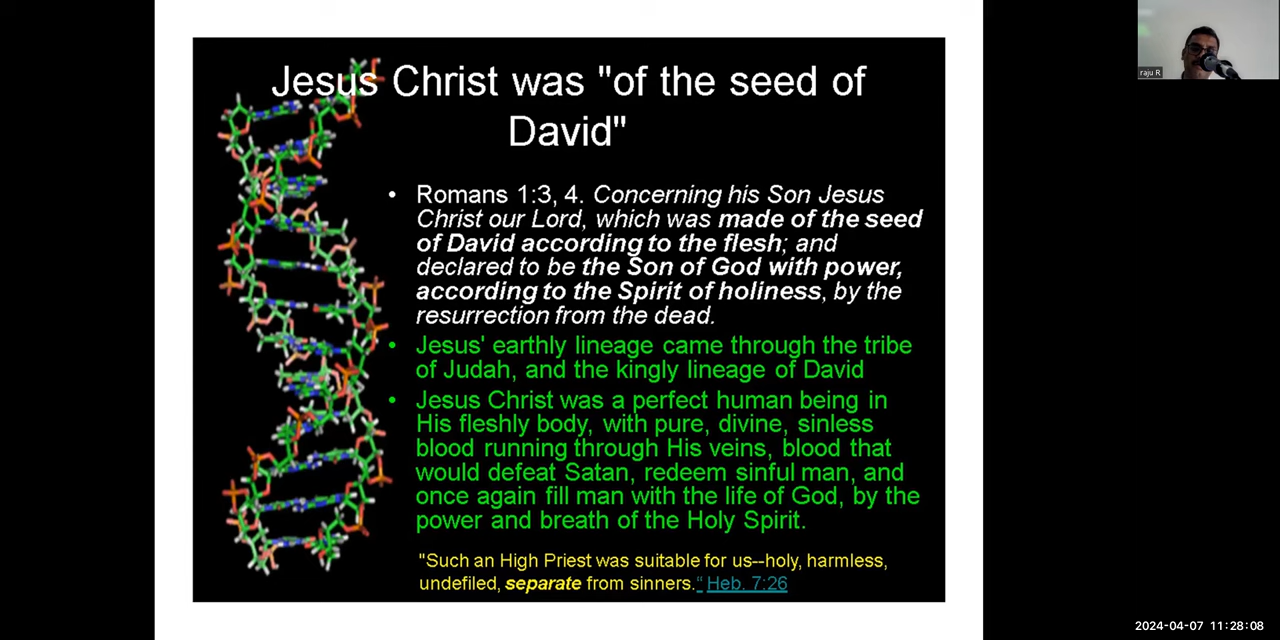 Jesus Christ was "of the seed of
David"
• Romans 1:3, 4. Concerning his Son Jesus
Christ our Lord, which was made of the seed
of David according to the flesh; and
declared to be the Son of God with power,
according to the Spirit of holiness, by the
resurrection from the dead.
• Jesus' earthly lineage came through the tribe
of Judah, and the kingly lineage of David
• Jesus Christ was a perfect human being in
His fleshly body, with pure, divine, sinless
blood running through His veins, blood that
would defeat Satan, redeem sinful man, and
once again fill man with the life of God, by the
power and breath of the Holy Spirit.
"Such an High Priest was suitable for us--holy, harmless,
undefiled, separate from sinners." Heb. 7:26
raju R
2024-04-07 11:28:08